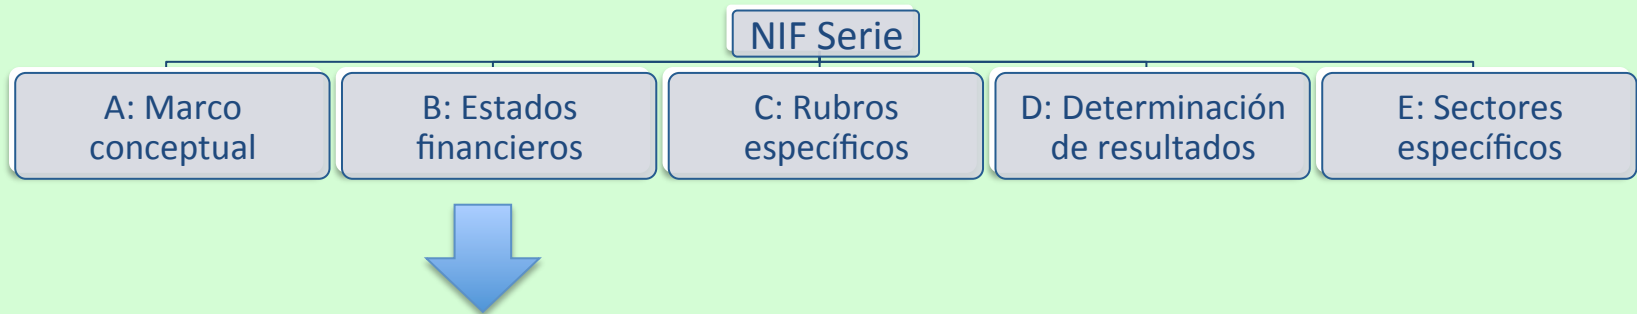 NIF Serie
A: Marco
conceptual
B: Estados
financieros
C: Rubros
específicos
D: Determinación
de resultados
E: Sectores
específicos